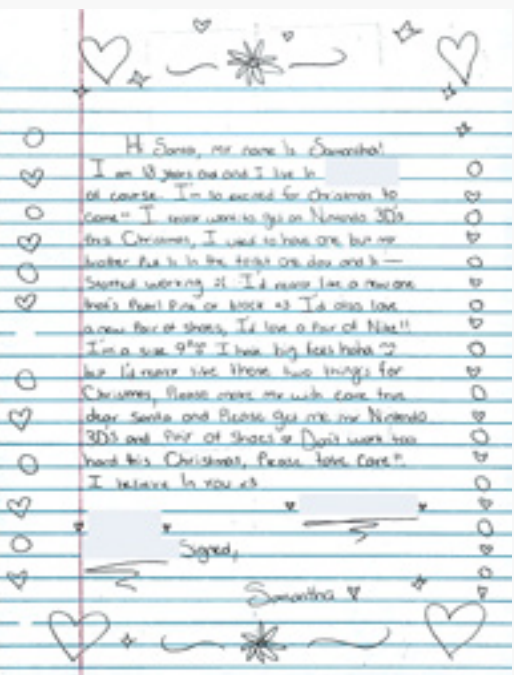 Hi Santa, my name is Samantha!
I am 13 years old and I live in
of course. I'm so excited for Christmas to
come!! I really want to get an Nintendo 3D's
this Christmas, I used to have one but my
brother Put it in the toilet one day and it
Started working :( I'd really like a new one
that's Pearl Pink or black <3 I'd also love
a new Pair of shoes, I'd love a Pair of Nike!!
I'm a size 9 I have big feet haha
but I'd really like these two things for
Christmas, Please make my wish come true
dear Santa and Please get me my Nintendo
3D's and Pair of Shoes Don't work too
hard this Christmas, Please take care!!
I believe in you <3
Signed,
Samantha